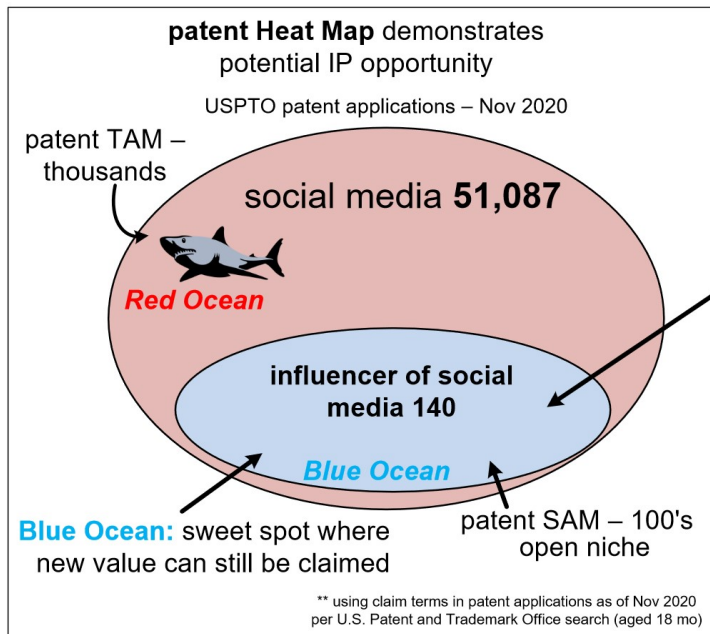 patent Heat Map demonstrates
potential IP opportunity
USPTO patent applications – Nov 2020
patent TAM –
thousands
social media 51,087
Red Ocean
influencer of social
media 140
Blue Ocean
Blue Ocean: sweet spot where
new value can still be claimed
patent SAM – 100's
open niche
** using claim terms in patent applications as of Nov 2020
per U.S. Patent and Trademark Office search (aged 18 mo)